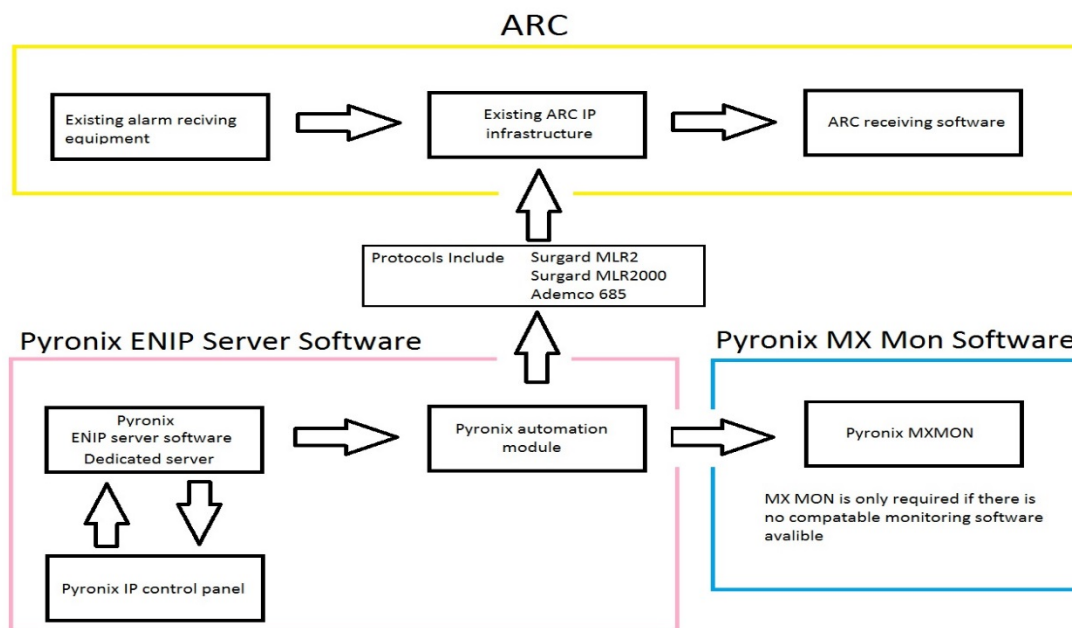 ARC
Existing alarm reciving
equipment
Existing ARC IP
infrastructure
ARC receiving software
Protocols Include Surgard MLR2
Surgard MLR2000
Ademco 685
Pyronix ENIP Server Software
Pyronix MX Mon Software
Pyronix
ENIP server software
Dedicated server
Pyronix automation
module
Pyronix MXMON
MX MON is only required if there is
no compatable monitoring software
avalible
Pyronix IP control panel